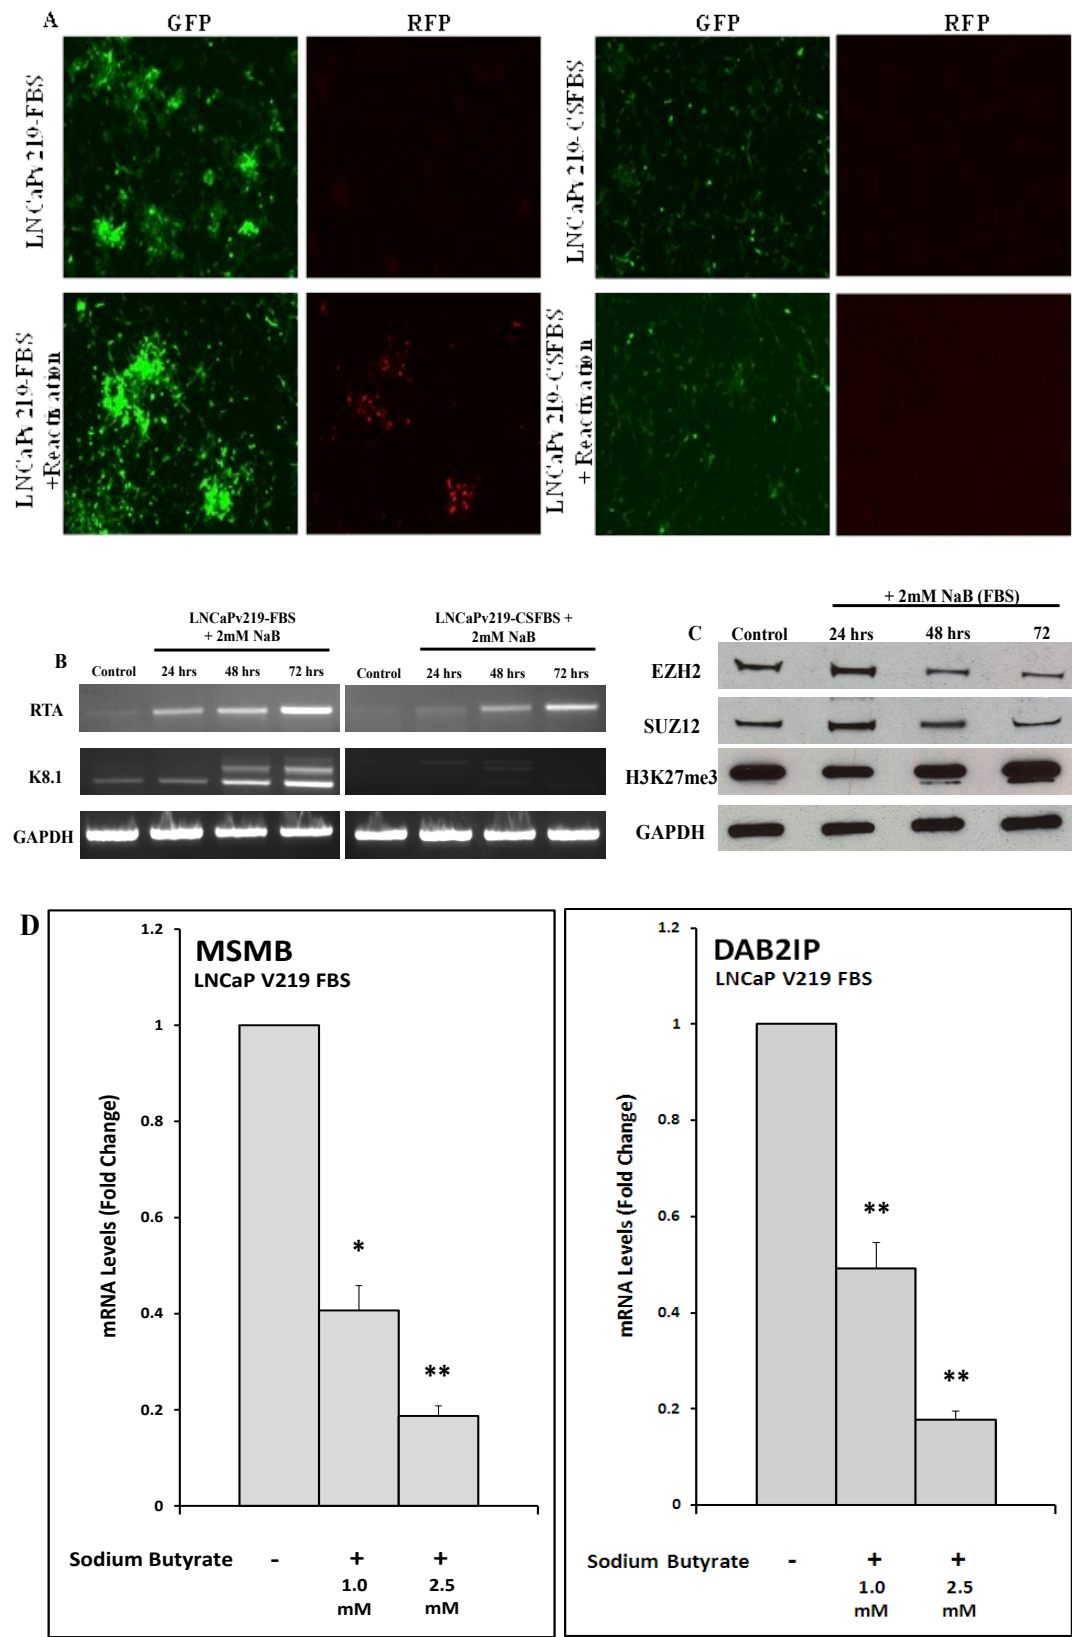 A
GFP
RFP
GFP
RFP
LNCaPv219-FBS
LNCaPv219-CSFBS
LNCaPv219-FBS
+Reactivation
LNCaPv219-CSFBS
+ Reactivation
B
LNCaPv219-FBS
+ 2mM NaB
LNCaPv219-CSFBS +
2mM NaB
Control 24 hrs 48 hrs 72 hrs Control 24 hrs 48 hrs 72 hrs
RTA
K8.1
GAPDH
C
+ 2mM NaB (FBS)
Control 24 hrs 48 hrs 72
EZH2
SUZ12
H3K27me3
GAPDH
D
MSMB
LNCaP V219 FBS
mRNA Levels (Fold Change)
1.2
1
0.8
0.6
0.4
0.2
0
*
**
Sodium Butyrate - + +
1.0 2.5
mM mM
DAB2IP
LNCaP V219 FBS
mRNA Levels (Fold Change)
1.2
1
0.8
0.6
0.4
0.2
0
**
**
Sodium Butyrate - + +
1.0 2.5
mM mM